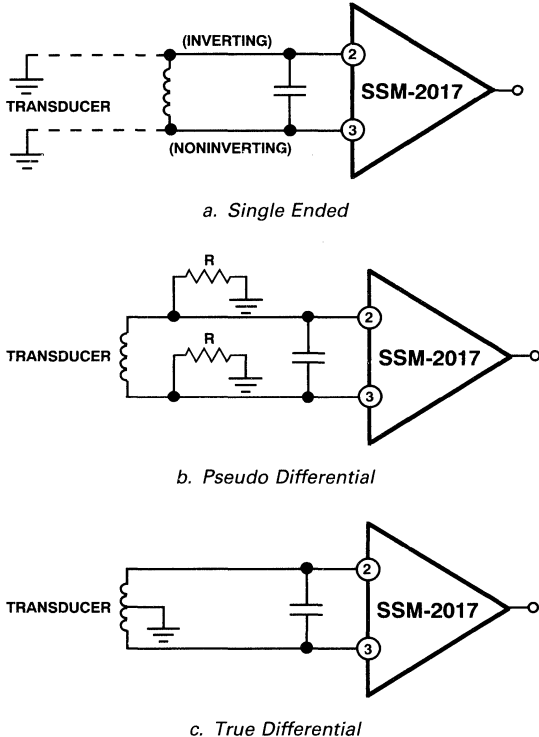 (INVERTING)
2
SSM-2017
TRANSDUCER
3
(NONINVERTING)
a. Single Ended
R
2
R
TRANSDUCER
SSM-2017
3
b. Pseudo Differential
2
TRANSDUCER
SSM-2017
3
c. True Differential